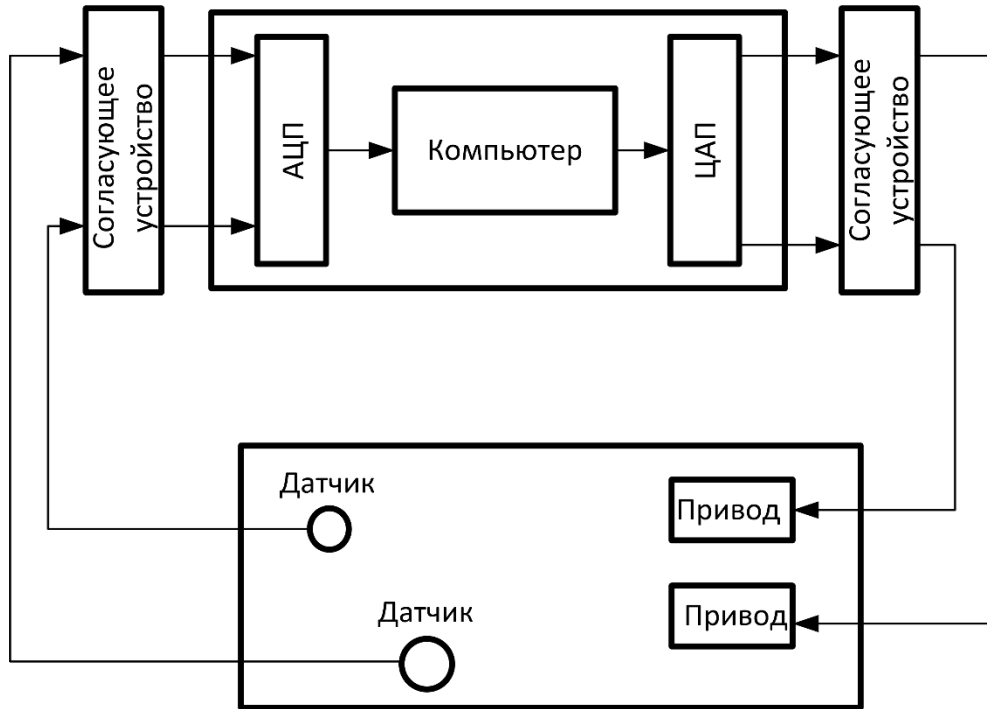 Согласующее
устройство
АЦП
Компьютер
ЦАП
Согласующее
устройство
Датчик
Привод
Датчик
Привод